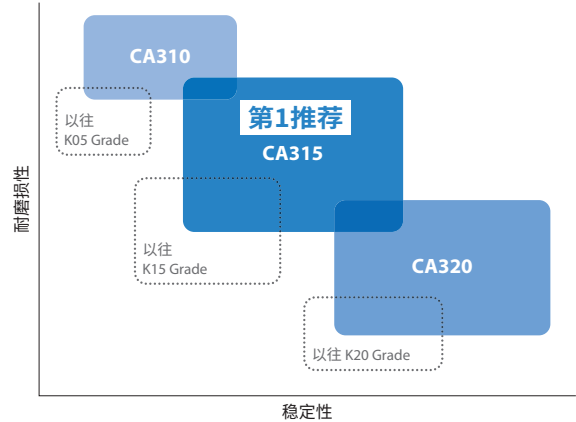 CA310
以往
K05 Grade
第1推荐
CA315
以往
K15 Grade
CA320
以往 K20 Grade
耐磨损性
稳定性